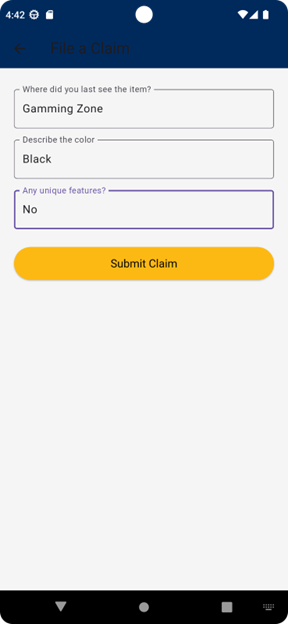 4:42
File a Claim
Where did you last see the item?
Gamming Zone
Describe the color
Black
Any unique features?
No
Submit Claim